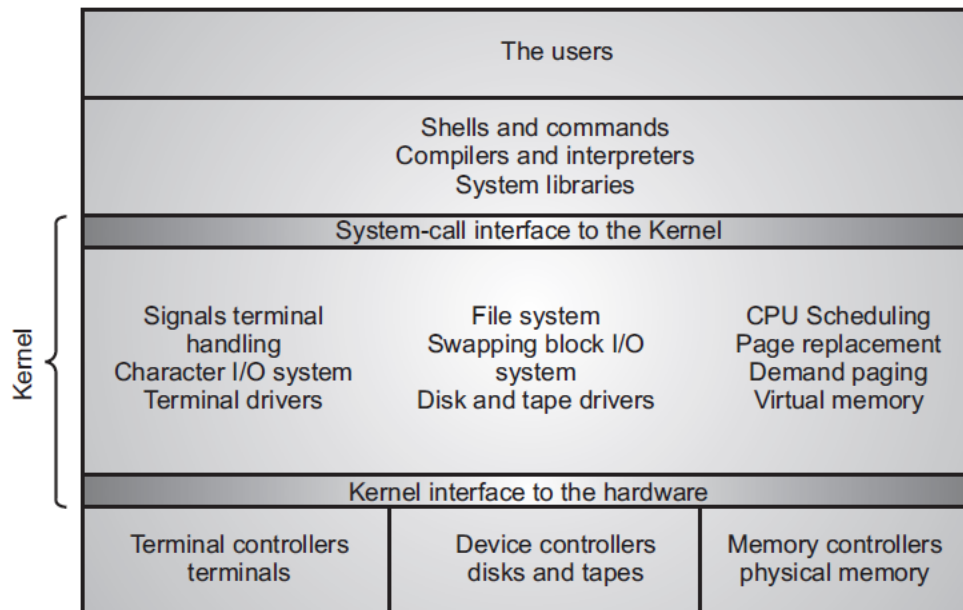 The users
Shells and commands
Compilers and interpreters
System libraries
System-call interface to the Kernel
Kernel
Signals terminal
handling
Character I/O system
Terminal drivers
File system
Swapping block I/O
system
Disk and tape drivers
CPU Scheduling
Page replacement
Demand paging
Virtual memory
Kernel interface to the hardware
Terminal controllers
terminals
Device controllers
disks and tapes
Memory controllers
physical memory